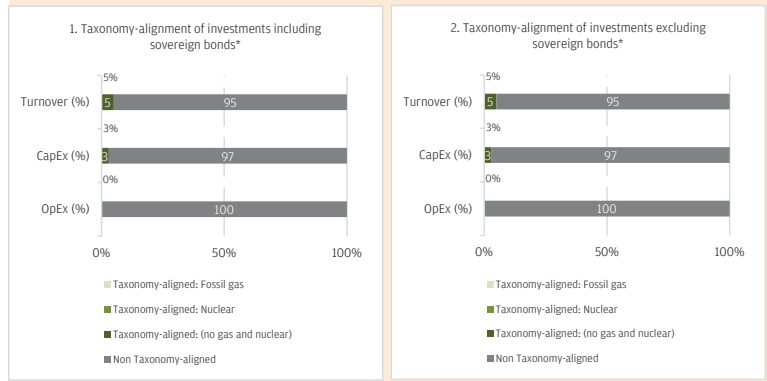 1. Taxonomy-alignment of investments including
sovereign bonds*
5%
Turnover (%)
5
95
3%
CapEx (%)
3
97
0%
OpEx (%)
100
0%
50%
100%
Taxonomy-aligned: Fossil gas
Taxonomy-aligned: Nuclear
Taxonomy-aligned: (no gas and nuclear)
Non Taxonomy-aligned
2. Taxonomy-alignment of investments excluding
sovereign bonds*
5%
Turnover (%)
5
95
3%
CapEx (%)
3
97
0%
OpEx (%)
100
0%
50%
100%
Taxonomy-aligned: Fossil gas
Taxonomy-aligned: Nuclear
Taxonomy-aligned: (no gas and nuclear)
Non Taxonomy-aligned